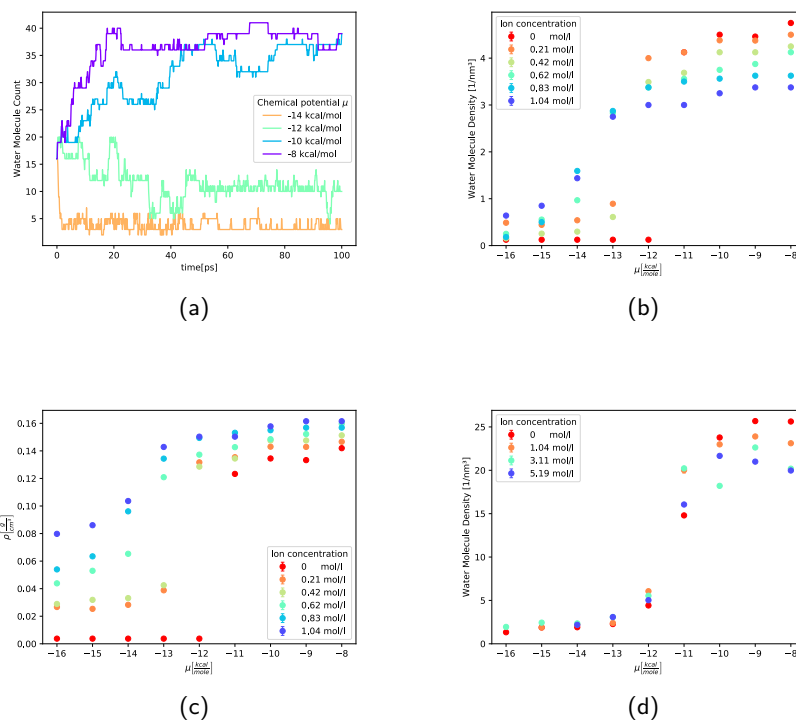 40
35
30
25
20
15
10
5
Water Molecule Count
Chemical potential μ
−14 kcal/mol
−12 kcal/mol
−10 kcal/mol
−8 kcal/mol
0 20 40 60 80 100
time[ps]
(a)
Ion concentration
0 mol/l
0.21 mol/l
0.42 mol/l
0.62 mol/l
0,83 mol/l
1.04 mol/l
4
3
2
1
0
Water Molecule Density [1/nm³]
−16 −15 −14 −13 −12 −11 −10 −9 −8
μ[kcal/mole]
(b)
0.16
0.14
0.12
0.10
0.08
0.06
0.04
0.02
0.00
ρ[g/cm³]
Ion concentration
0 mol/l
0.21 mol/l
0.42 mol/l
0.62 mol/l
0,83 mol/l
1,04 mol/l
−16 −15 −14 −13 −12 −11 −10 −9 −8
μ[kcal/mole]
(c)
Ion concentration
0 mol/l
1.04 mol/l
3.11 mol/l
5.19 mol/l
25
20
15
10
5
0
Water Molecule Density [1/nm³]
−16 −15 −14 −13 −12 −11 −10 −9 −8
μ[kcal/mole]
(d)